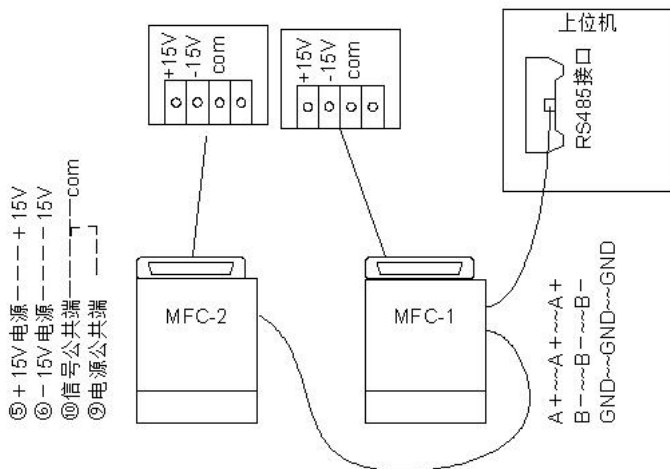 +15V
-15V
com
+15V
-15V
com
上位机
RS485接口
⑤+15V电源————+15V
⑥-15V电源————-15V
⑩信号公共端————com
⑨电源公共端 ——
MFC-2
MFC-1
A+~~A+~~A+
B-~~B-~~B-
GND~~GND~~GND